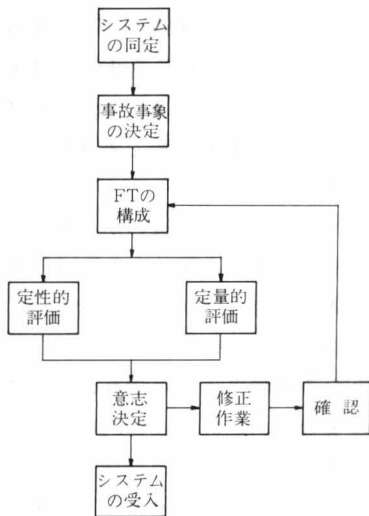 システム
の同定
事故事象
の決定
FTの
構成
定性的
評価
定量的
評価
意志
決定
修正
作業
確 認
システム
の受入